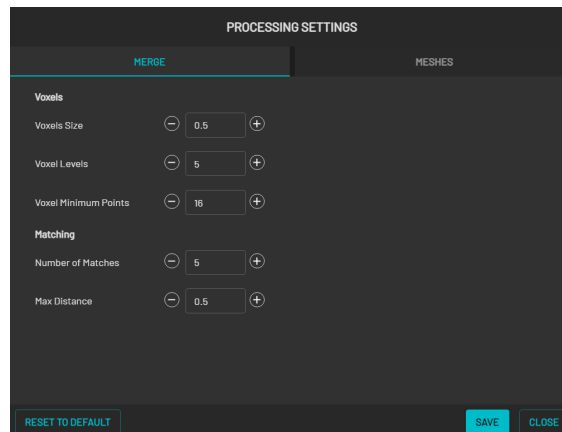 PROCESSING SETTINGS
MERGE MESHES
Voxels
Voxels Size 0.5
Voxel Levels 5
Voxel Minimum Points 16
Matching
Number of Matches 5
Max Distance 0.5
RESET TO DEFAULT SAVE CLOSE